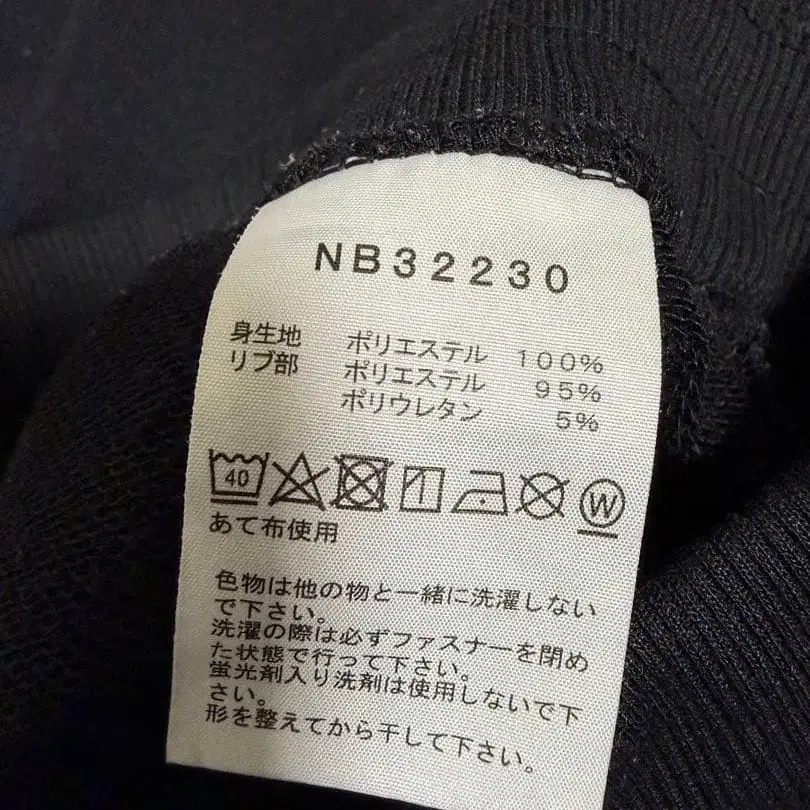 NB32230
身生地 ポリエステル 100%
リブ部 ポリエステル 95%
ポリウレタン 5%
40 W
あて布使用
色物は他の物と一緒に洗濯しない
で下さい。
洗濯の際は必ずファスナーを閉め
た状態で行って下さい。
蛍光剤入り洗剤は使用しないで下
さい。
形を整えてから干して下さい。